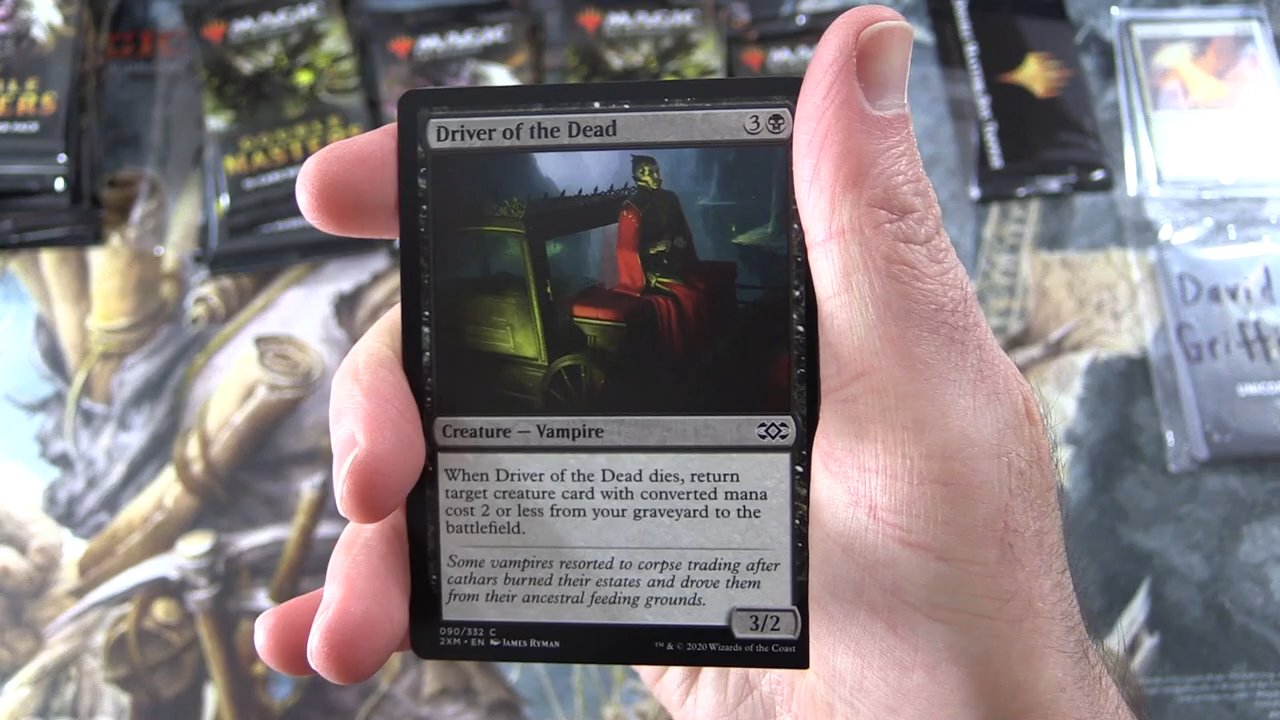 MAGIC
MAGIC
MAGIC
MAGIC
MASTERS
Driver of the Dead
3
Creature — Vampire
When Driver of the Dead dies, return
target creature card with converted mana
cost 2 or less from your graveyard to the
battlefield.
Some vampires resorted to corpse trading after
cathars burned their estates and drove them
from their ancestral feeding grounds.
3/2
090/332 C
2XM • EN JAMES RYMAN
™ & © 2020 Wizards of the Coast
David